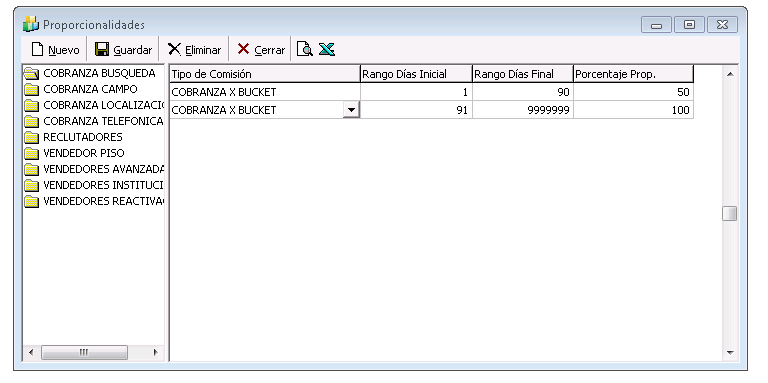 Proporcionalidades
Nuevo Guardar Eliminar Cerrar
COBRANZA BUSQUEDA
COBRANZA CAMPO
COBRANZA LOCALIZACI
COBRANZA TELEFONICA
RECLUTADORES
VENDEDOR PISO
VENDEDORES AVANZADA
VENDEDORES INSTITUCI
VENDEDORES REACTIVA
Tipo de Comisión Rango Días Inicial Rango Días Final Porcentaje Prop.
COBRANZA X BUCKET 1 90 50
COBRANZA X BUCKET 91 9999999 100